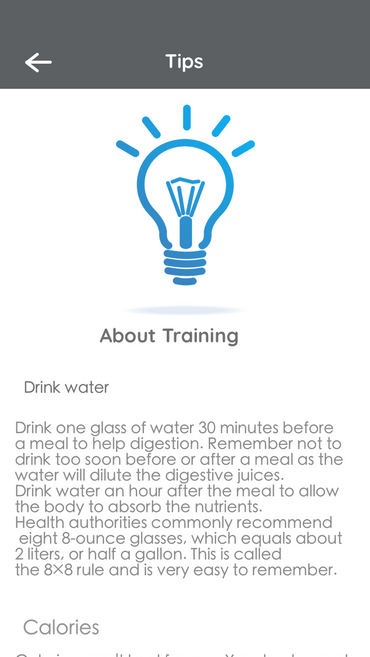 Tips
About Training
Drink water
Drink one glass of water 30 minutes before
a meal to help digestion. Remember not to
drink too soon before or after a meal as the
water will dilute the digestive juices.
Drink water an hour after the meal to allow
the body to absorb the nutrients.
Health authorities commonly recommend
eight 8-ounce glasses, which equals about
2 liters, or half a gallon. This is called
the 8×8 rule and is very easy to remember.
Calories